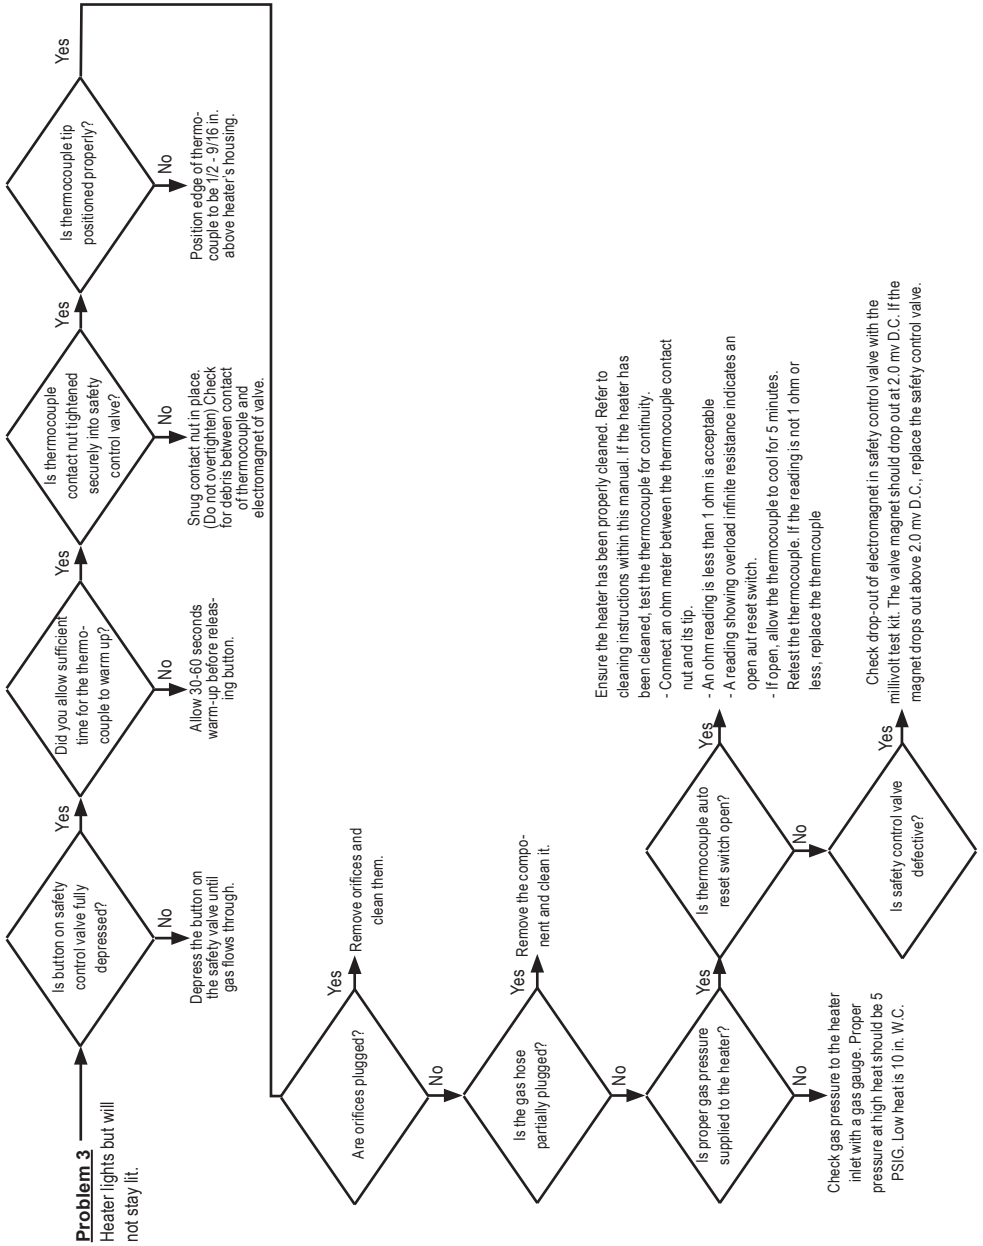 Problem 3
Heater lights but will
not stay lit.
Is button on safety
control valve fully
depressed?
Yes
No
Depress the button on
the safety valve until
gas flows through.
Did you allow sufficient
time for the thermo-
couple to warm up?
Yes
No
Allow 30-60 seconds
warm-up before releas-
ing button.
Is thermocouple
contact nut tightened
securely into safety
control valve?
Yes
No
Snug contact nut in place.
(Do not overtighten) Check
for debris between contact
of thermocouple and
electromagnet of valve.
Is thermocouple tip
positioned properly?
Yes
No
Position edge of thermo-
couple to be 1/2 - 9/16 in.
above heater's housing.
Are orifices plugged?
Yes
Remove orifices and
clean them.
No
Is the gas hose
partially plugged?
Yes
Remove the compo-
nent and clean it.
No
Is proper gas pressure
supplied to the heater?
Yes
No
Check gas pressure to the heater
inlet with a gas gauge. Proper
pressure at high heat should be 5
PSIG. Low heat is 10 in. W.C.
Is thermocouple auto
reset switch open?
Yes
Ensure the heater has been properly cleaned. Refer to
cleaning instructions within this manual. If the heater has
been cleaned, test the thermocouple for continuity.
- Connect an ohm meter between the thermocouple contact
nut and its tip.
- An ohm reading is less than 1 ohm is acceptable
- A reading showing overload infinite resistance indicates an
open aut reset switch.
- If open, allow the thermocouple to cool for 5 minutes.
Retest the thermocouple. If the reading is not 1 ohm or
less, replace the thermcouple
No
Is safety control valve
defective?
Yes
Check drop-out of electromagnet in safety control valve with the
millivolt test kit. The valve magnet should drop out at 2.0 mv D.C. If the
magnet drops out above 2.0 mv D.C., replace the safety control valve.